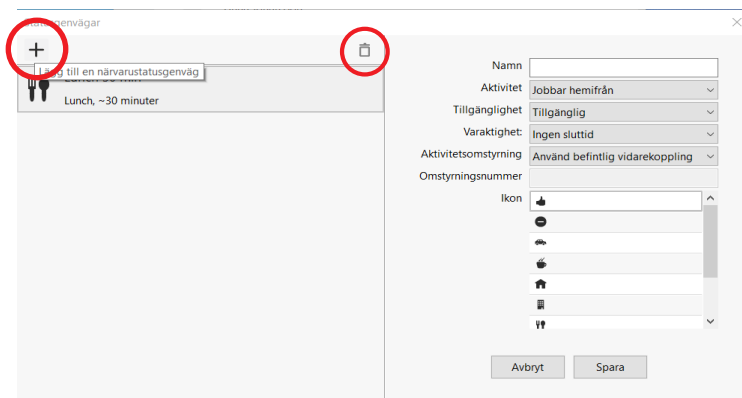 genvägar
Lägg till en närvarustatusgenväg
Lunch, ~30 minuter
Namn
Aktivitet Jobbar hemifrån
Tillgänglighet Tillgänglig
Varaktighet: Ingen sluttid
Aktivitetsomstyrning Använd befintlig vidarekoppling
Omstyrningsnummer
Ikon
Avbryt Spara